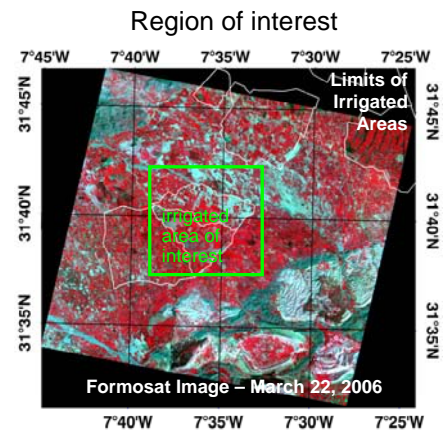 Region of interest
7°45'W 7°40'W 7°35'W 7°30'W 7°25'W
31°45'N
31°40'N
31°35'N
Limits of
Irrigated
Areas
31°45'N
31°40'N
31°35'N
irrigated
area of
interest
Formosat Image – March 22, 2006
7°40'W 7°35'W 7°30'W 7°25'W